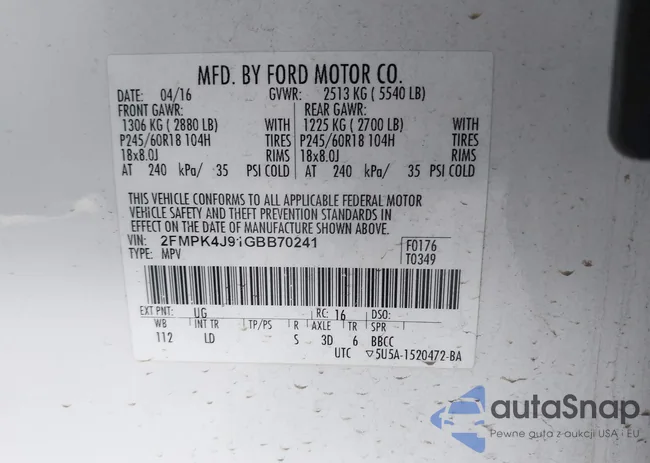 MFD. BY FORD MOTOR CO.
DATE: 04/16 GVWR: 2513 KG ( 5540 LB)
FRONT GAWR: REAR GAWR:
1306 KG ( 2880 LB) WITH 1225 KG ( 2700 LB) WITH
P245/60R18 104H TIRES P245/60R18 104H TIRES
18x8.0J RIMS 18x8.0J RIMS
AT 240 kPa/ 35 PSI COLD AT 240 kPa/ 35 PSI COLD
THIS VEHICLE CONFORMS TO ALL APPLICABLE FEDERAL MOTOR
VEHICLE SAFETY AND THEFT PREVENTION STANDARDS IN
EFFECT ON THE DATE OF MANUFACTURE SHOWN ABOVE.
VIN: 2FMPK4J91GBB70241 F0176
TYPE: MPV T0349
EXT PNT: UG RC: 16 DSO:
WB INT TR TP/PS R AXLE TR SPR
112 LD S 3D 6 BBCC
UTC ▽5U5A-1520472-BA
autaSnap
Pewne auta z aukcji USA i EU